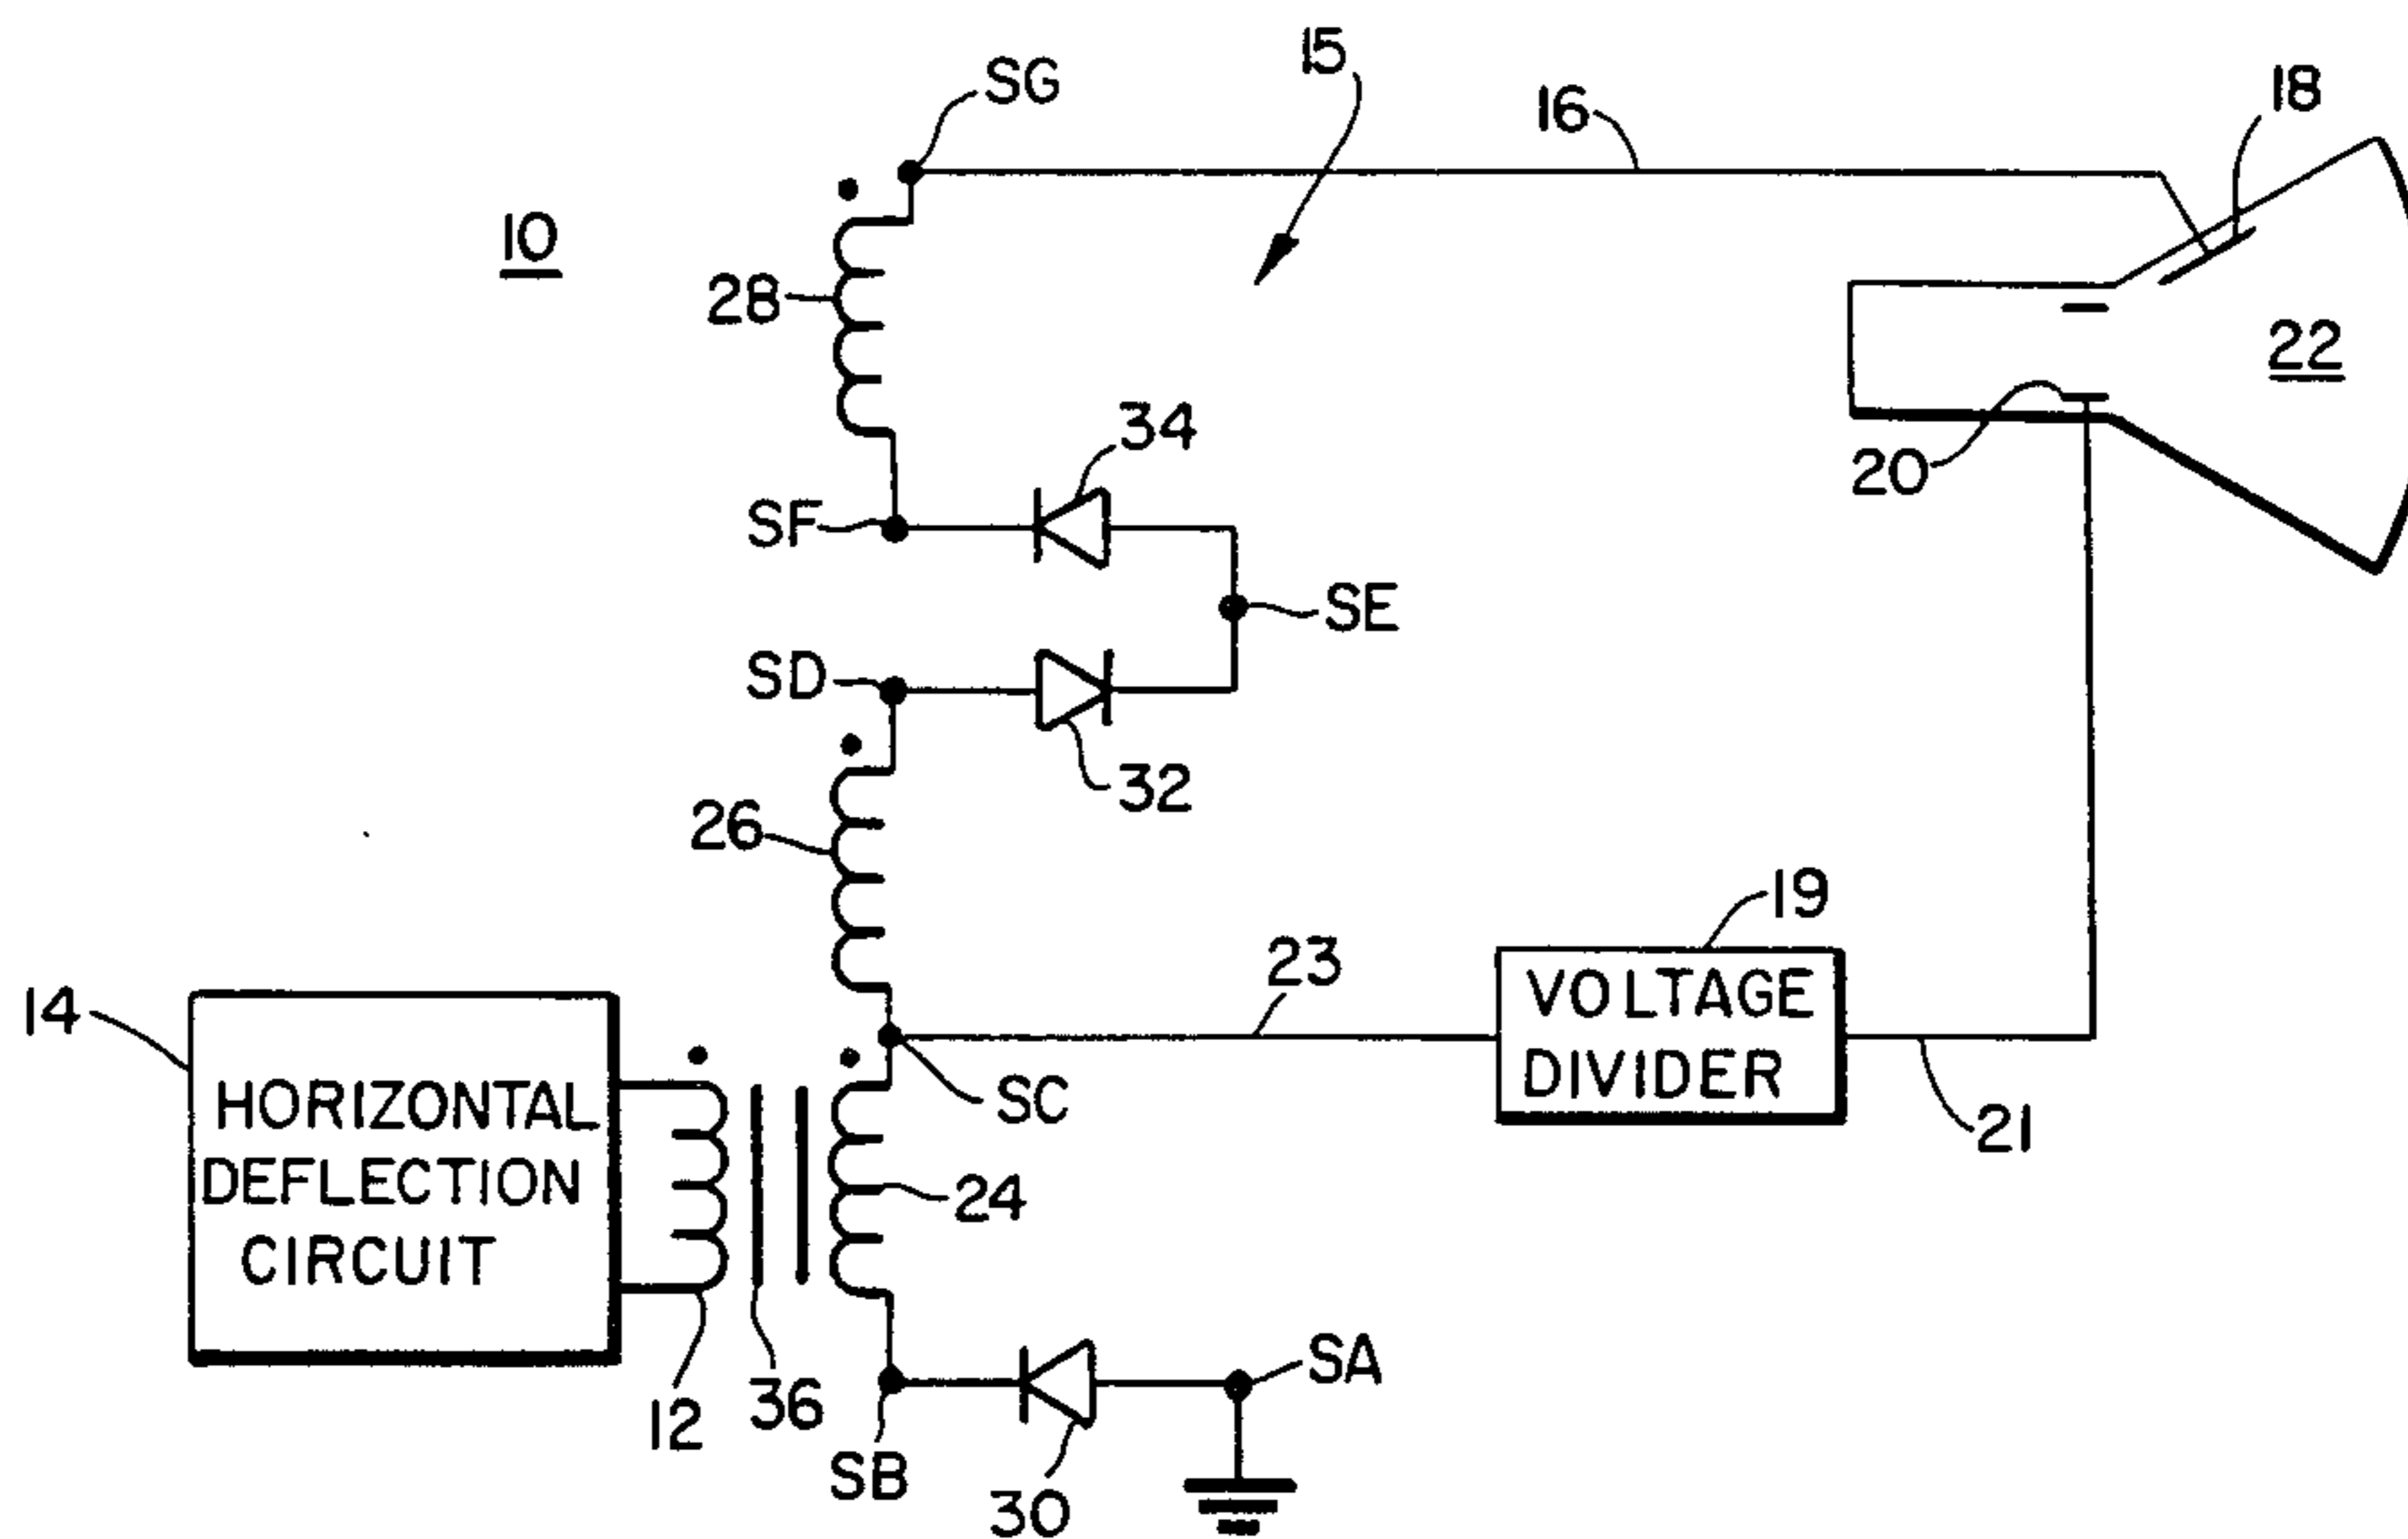 15
SG
16
18
10
28
22
34
20
SF
SE
SD
32
26
19
23
VOLTAGE
DIVIDER
14
HORIZONTAL
DEFLECTION
CIRCUIT
SC
21
24
SA
36
12
SB
30